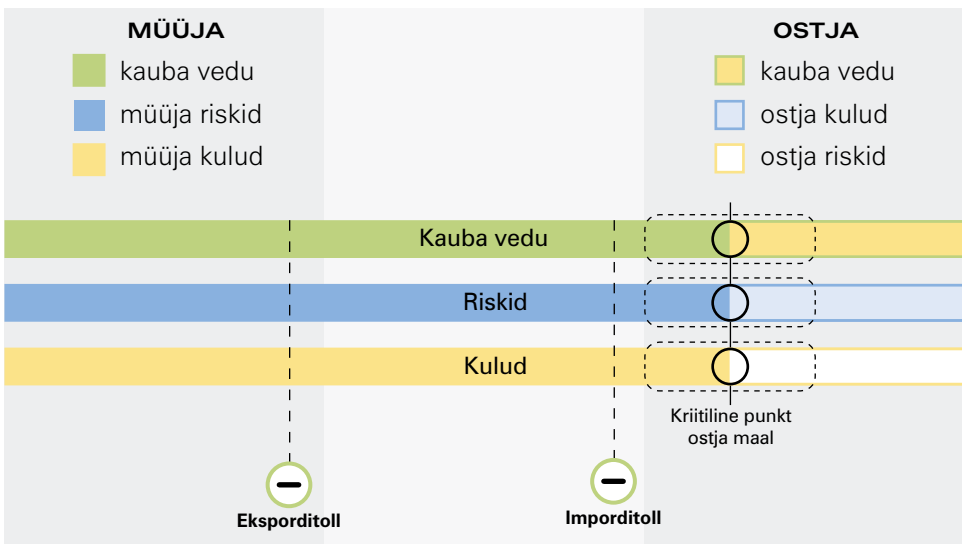 MÜÜJA
kauba vedu
müüja riskid
müüja kulud
OSTJA
kauba vedu
ostja kulud
ostja riskid
Kauba vedu
Riskid
Kulud
Kriitiline punkt
ostja maal
Eksporditoll
Imporditoll